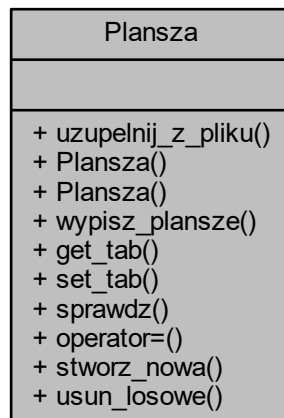 Plansza
+ uzupelnij_z_pliku()
+ Plansza()
+ Plansza()
+ wypisz_plansze()
+ get_tab()
+ set_tab()
+ sprawdz()
+ operator=()
+ stworz_nowa()
+ usun_losowe()